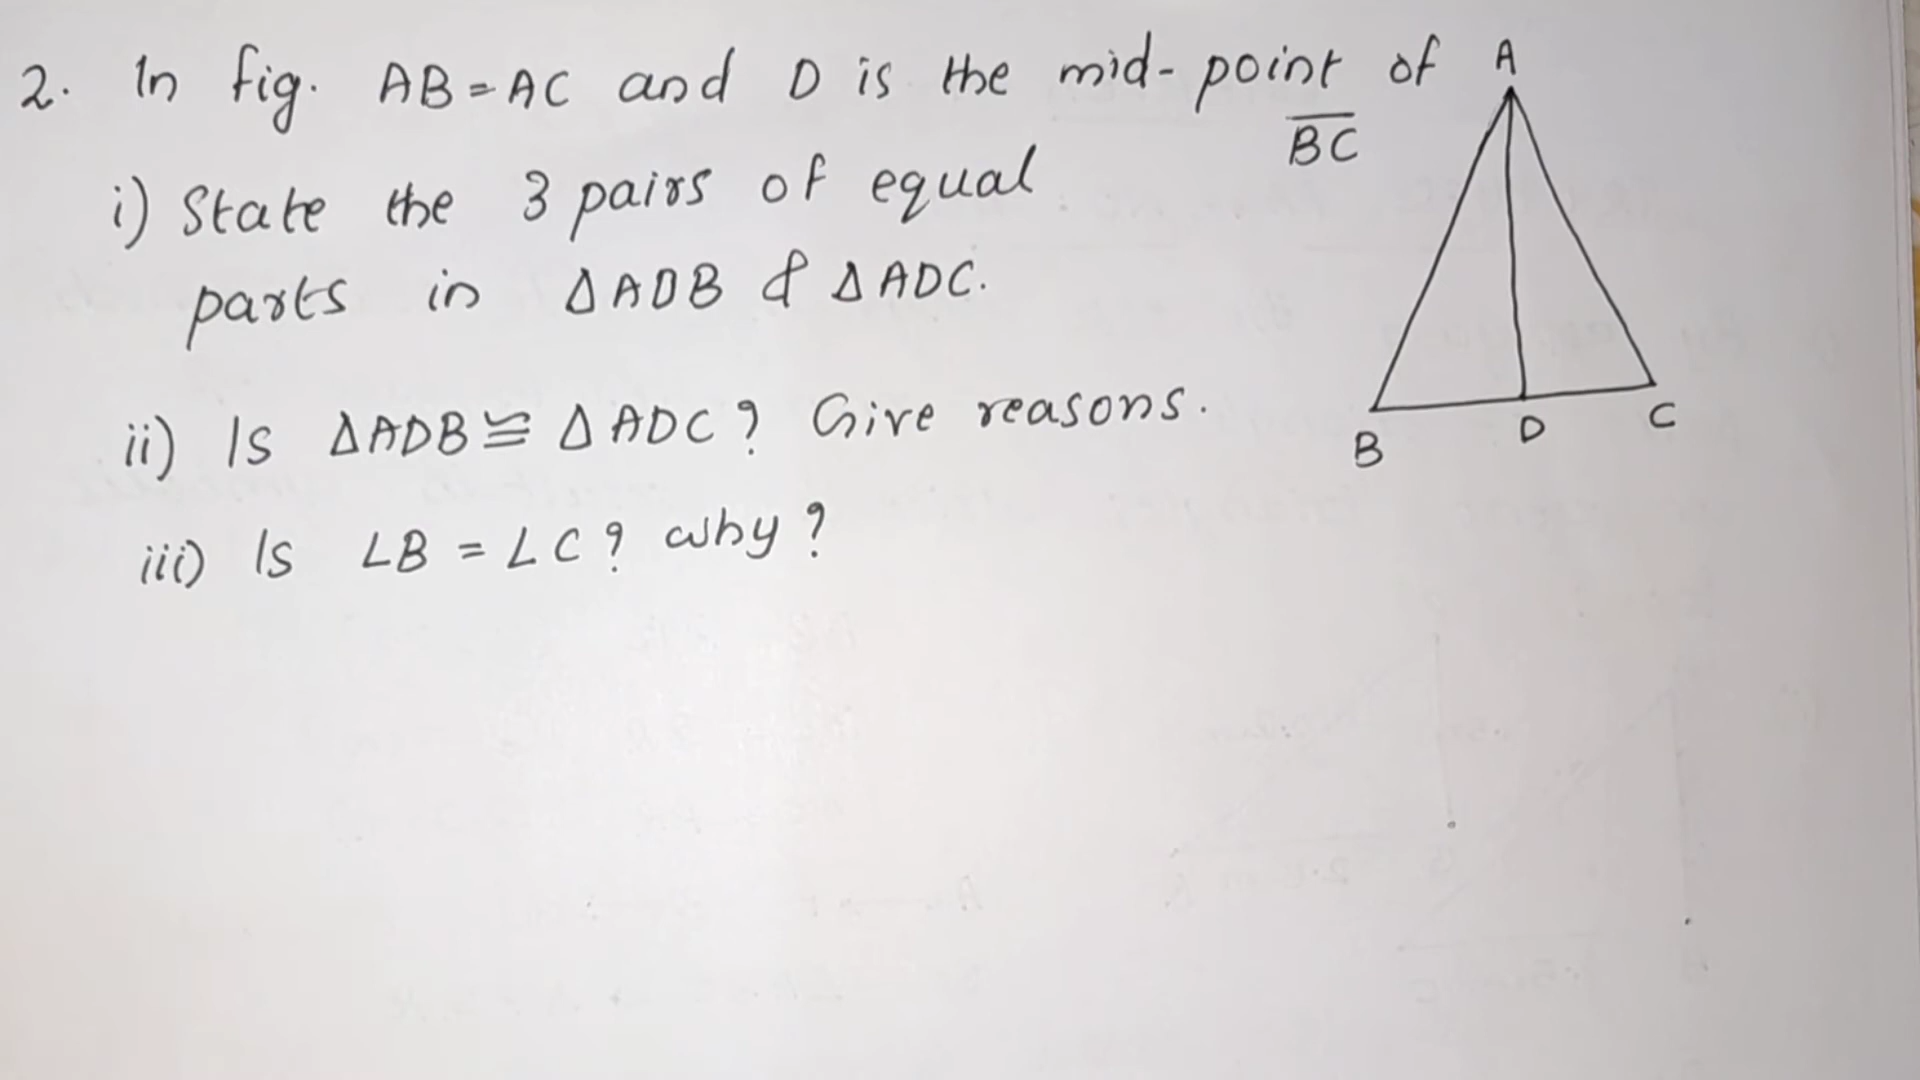 2. In fig. AB=AC and D is the mid-point of
BC
i) State the 3 pairs of equal
parts in ΔADB & ΔADC.
ii) Is ΔADB ≅ ΔADC? Give reasons.
iii) Is ∠B = ∠C? why?
A
B
D
C